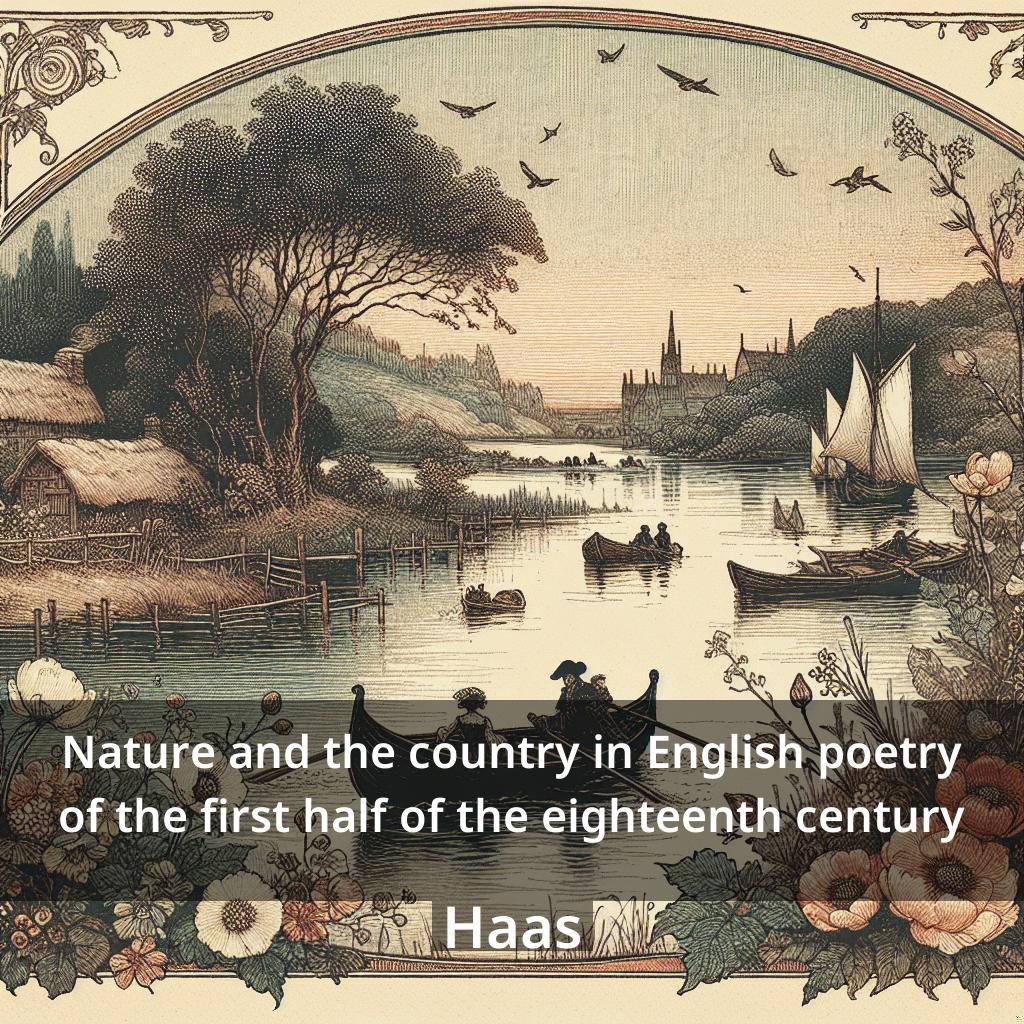 Nature and the country in English poetry
of the first half of the eighteenth century
Haas